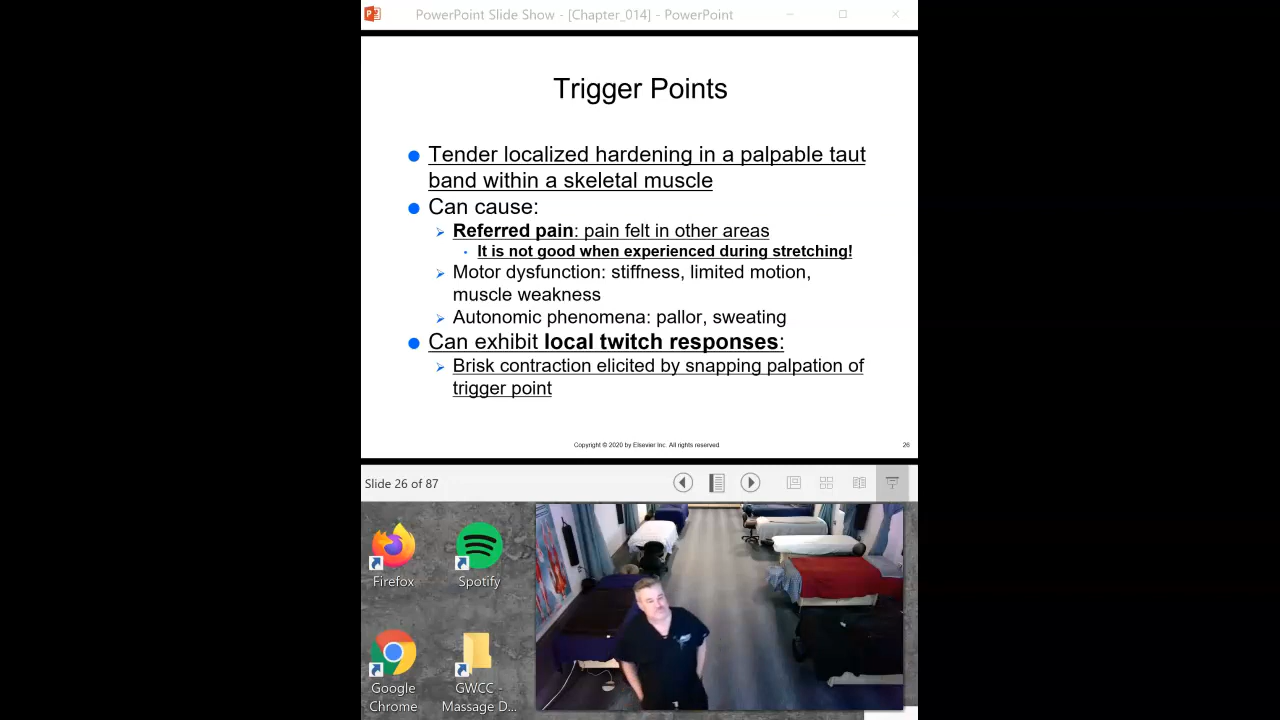 PowerPoint Slide Show - [Chapter_014] - PowerPoint
Trigger Points
Tender localized hardening in a palpable taut
band within a skeletal muscle
Can cause:
Referred pain: pain felt in other areas
It is not good when experienced during stretching!
Motor dysfunction: stiffness, limited motion,
muscle weakness
Autonomic phenomena: pallor, sweating
Can exhibit local twitch responses:
Brisk contraction elicited by snapping palpation of
trigger point
Copyright © 2020 by Elsevier Inc. All rights reserved.
26
Slide 26 of 87
Firefox
Spotify
Google
Chrome
GWCC -
Massage D...